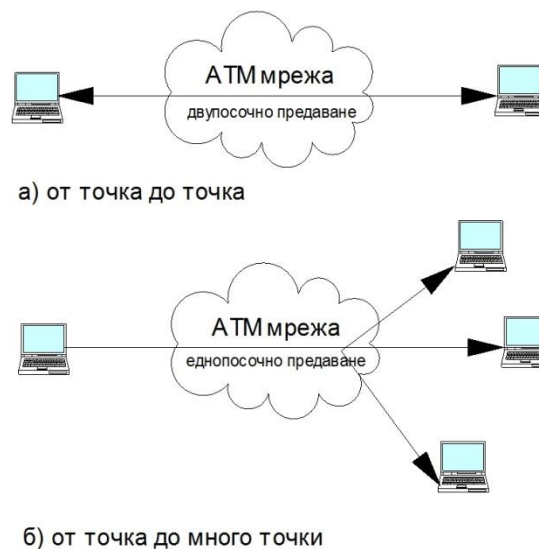 АТМ мрежа
двупосочно предаване
а) от точка до точка
АТМ мрежа
еднопосочно предаване
б) от точка до много точки